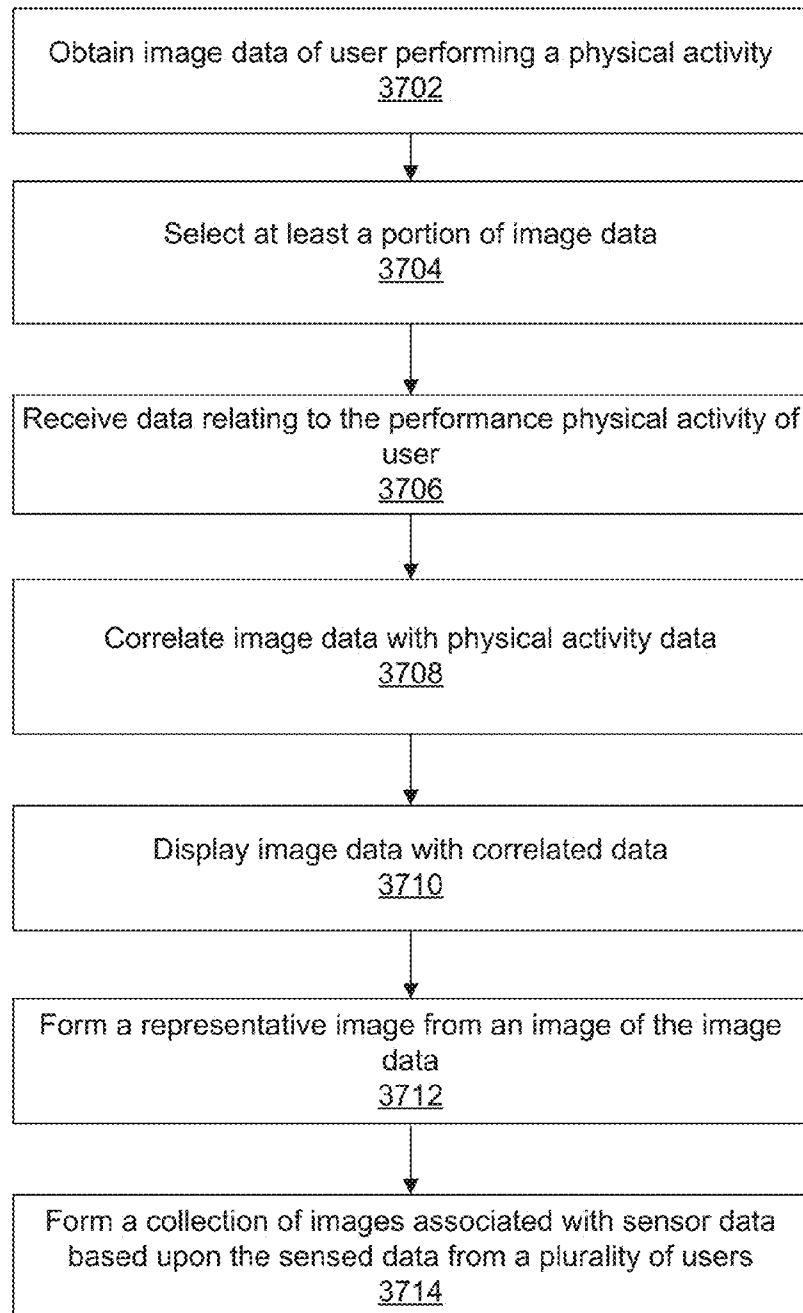 Obtain image data of user performing a physical activity
3702
Select at least a portion of image data
3704
Receive data relating to the performance physical activity of
user
3706
Correlate image data with physical activity data
3708
Display image data with correlated data
3710
Form a representative image from an image of the image
data
3712
Form a collection of images associated with sensor data
based upon the sensed data from a plurality of users
3714